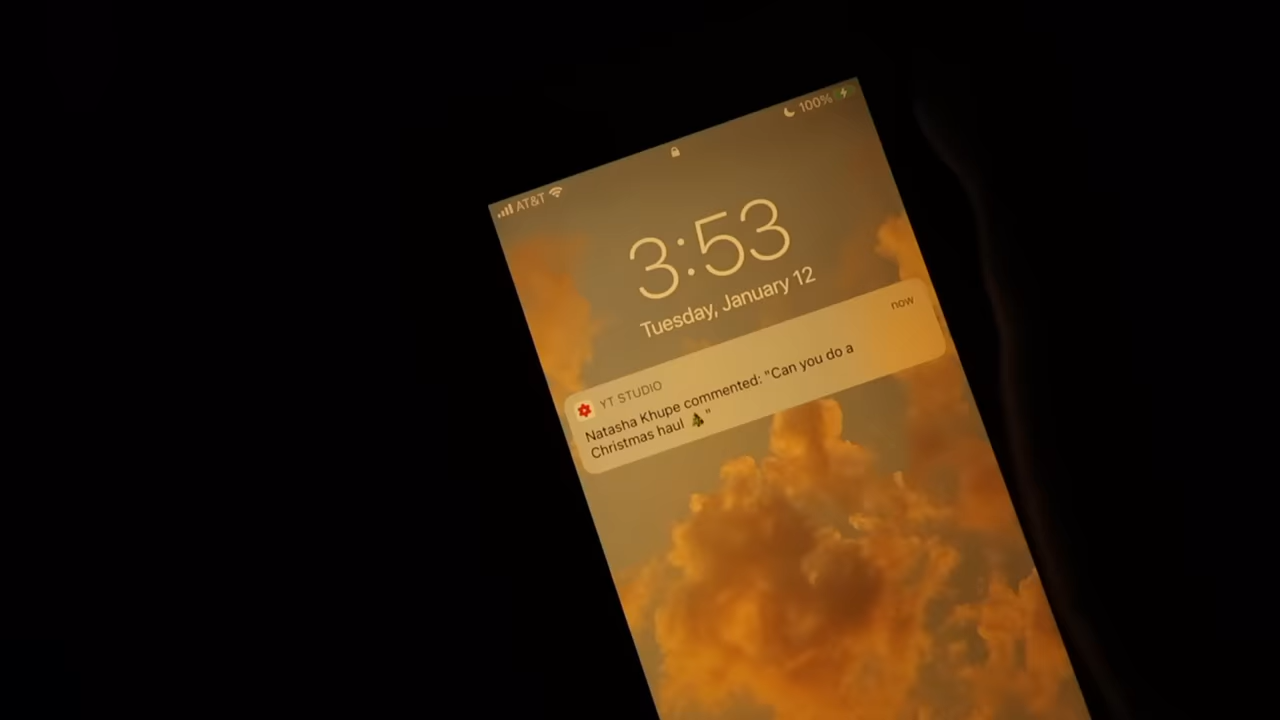 AT&T
100%
3:53
Tuesday, January 12
YT STUDIO
now
Natasha Khupe commented: "Can you do a
Christmas haul 🎄"